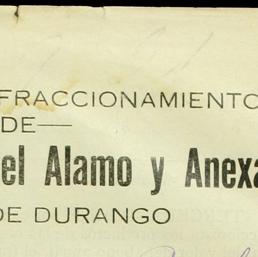 FRACCIONAMIENTO
DE—
el Alamo y Anexa
DE DURANGO